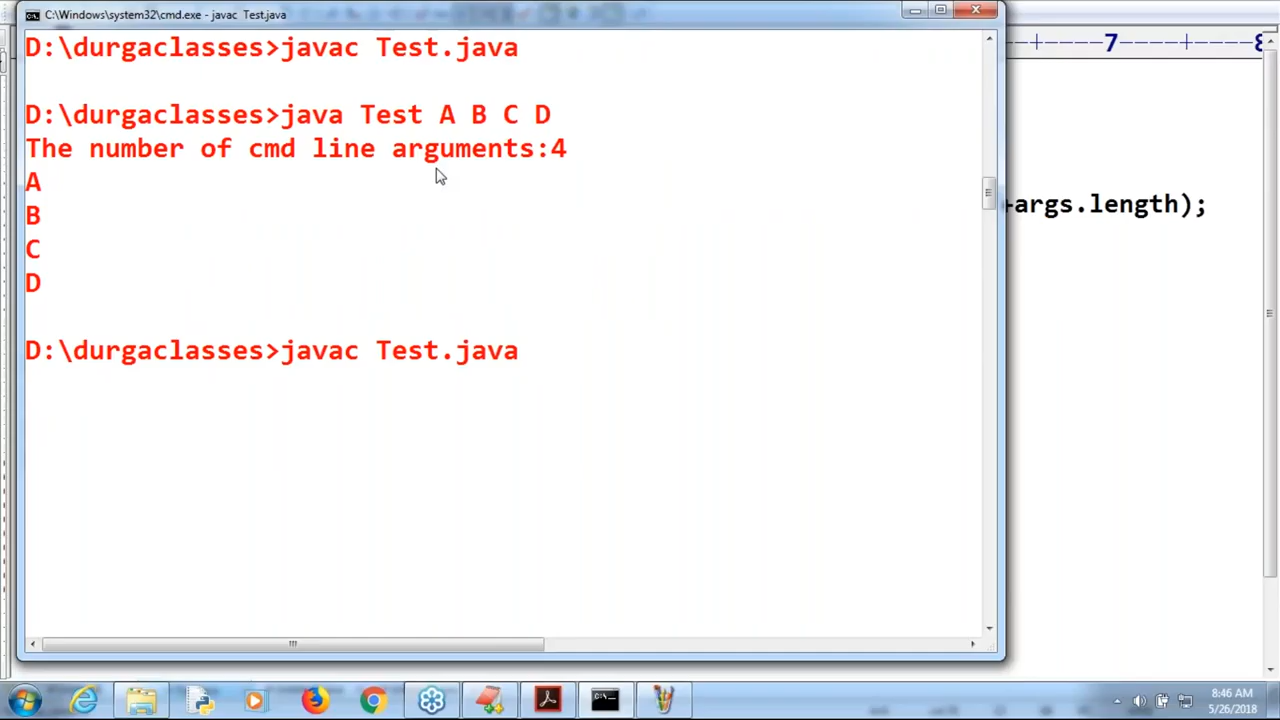 C:\Windows\system32\cmd.exe - javac Test.java
D:\durgaclasses>javac Test.java
7
8
D:\durgaclasses>java Test A B C D
The number of cmd line arguments:4
A
+args.length);
B
C
D
D:\durgaclasses>javac Test.java
8:46 AM
5/26/2018